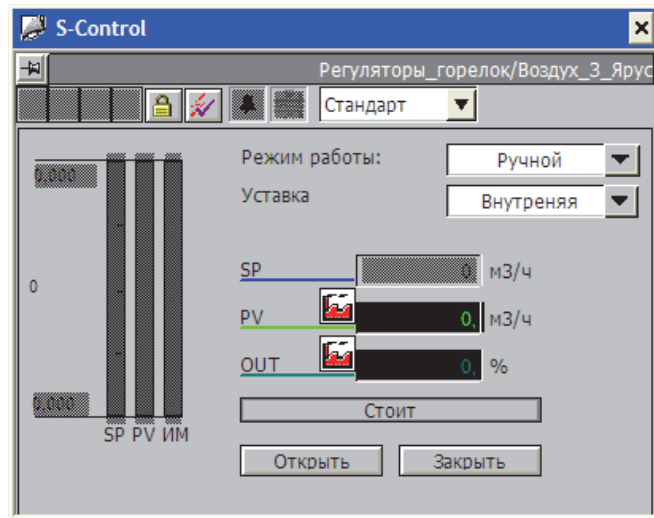 S-Control
Регуляторы_горелок/Воздух_3_Ярус
Стандарт
Режим работы: Ручной
Уставка Внутреняя
0,000
SP 0, м3/ч
0
PV 0, м3/ч
OUT 0, %
0,000
Стоит
SP PV ИМ
Открыть Закрыть